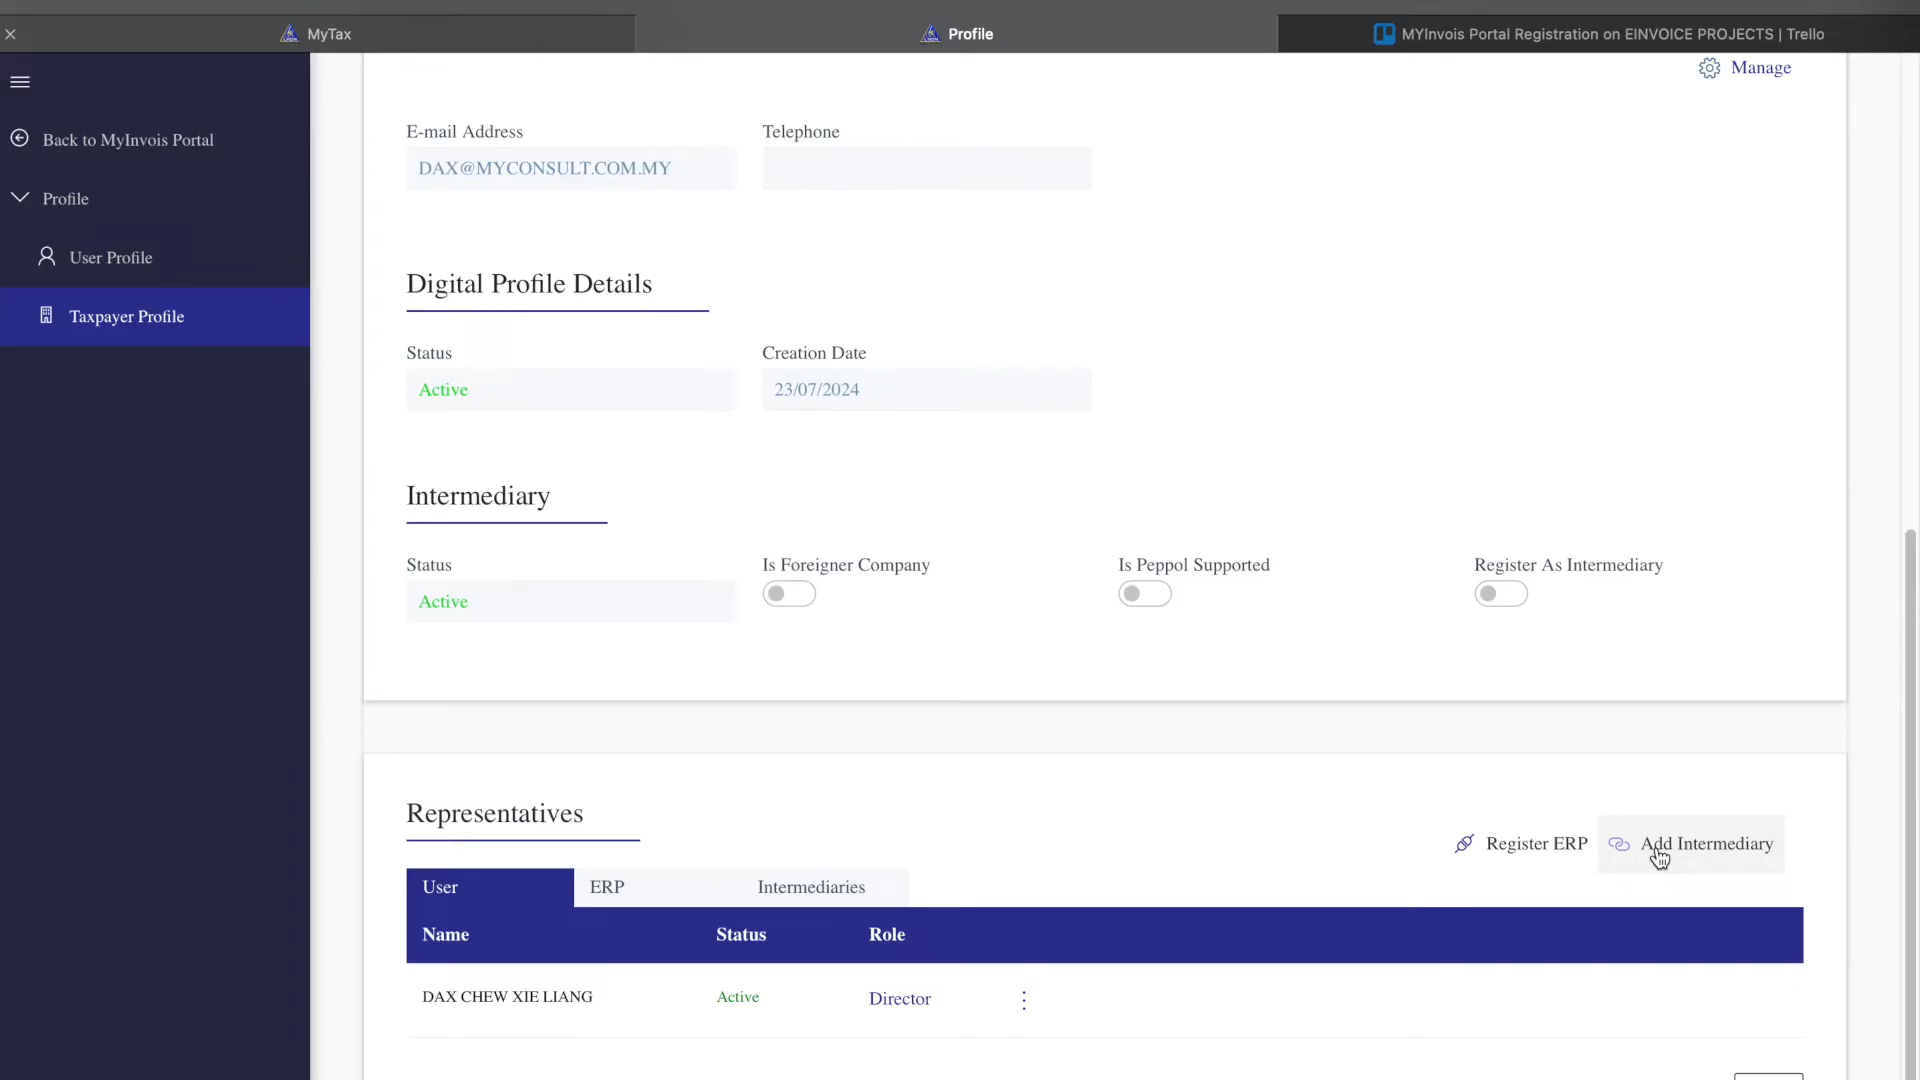 MyTax
Profile
MYInvois Portal Registration on EINVOICE PROJECTS | Trello
Manage
Back to MyInvois Portal
Profile
User Profile
Taxpayer Profile
E-mail Address
Telephone
DAX@MYCONSULT.COM.MY
Digital Profile Details
Status
Creation Date
Active
23/07/2024
Intermediary
Status
Is Foreigner Company
Is Peppol Supported
Register As Intermediary
Active
Representatives
Register ERP
Add Intermediary
User
ERP
Intermediaries
Name
Status
Role
DAX CHEW XIE LIANG
Active
Director